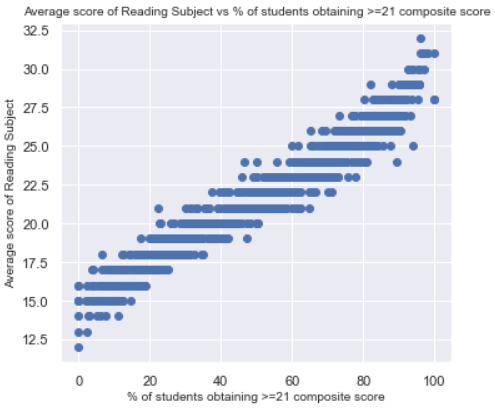 Average score of Reading Subject vs % of students obtaining >=21 composite score
32.5
30.0
27.5
25.0
22.5
20.0
17.5
15.0
12.5
Average score of Reading Subject
0 20 40 60 80 100
% of students obtaining >=21 composite score